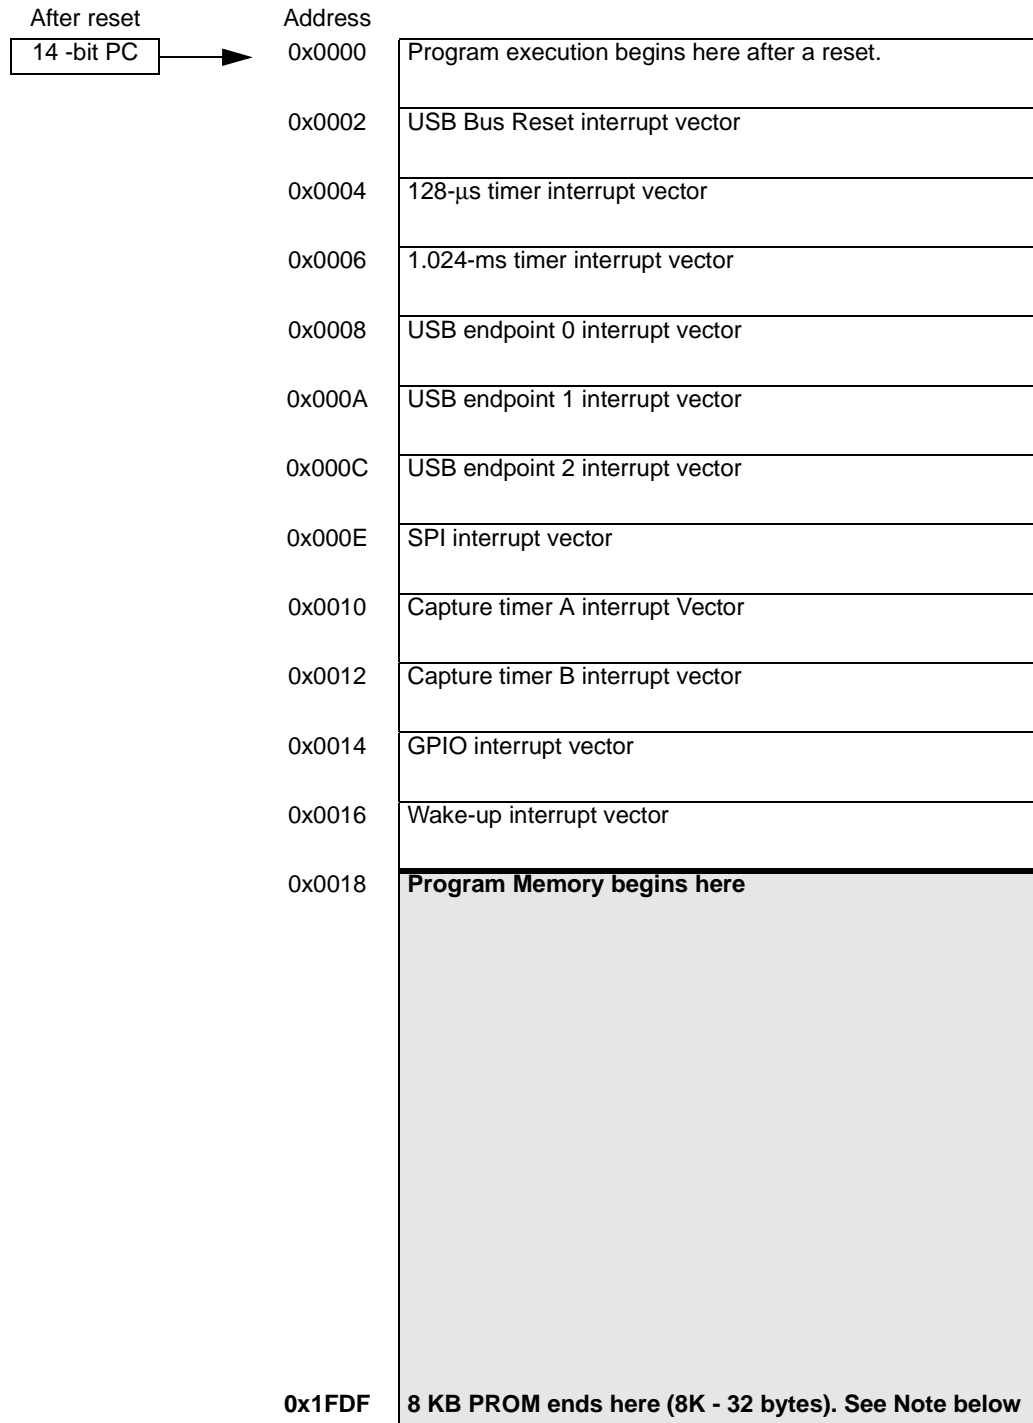 After reset Address
14 -bit PC 0x0000 Program execution begins here after a reset.
0x0002 USB Bus Reset interrupt vector
0x0004 128-μs timer interrupt vector
0x0006 1.024-ms timer interrupt vector
0x0008 USB endpoint 0 interrupt vector
0x000A USB endpoint 1 interrupt vector
0x000C USB endpoint 2 interrupt vector
0x000E SPI interrupt vector
0x0010 Capture timer A interrupt Vector
0x0012 Capture timer B interrupt vector
0x0014 GPIO interrupt vector
0x0016 Wake-up interrupt vector
0x0018 Program Memory begins here
0x1FDF 8 KB PROM ends here (8K - 32 bytes). See Note below